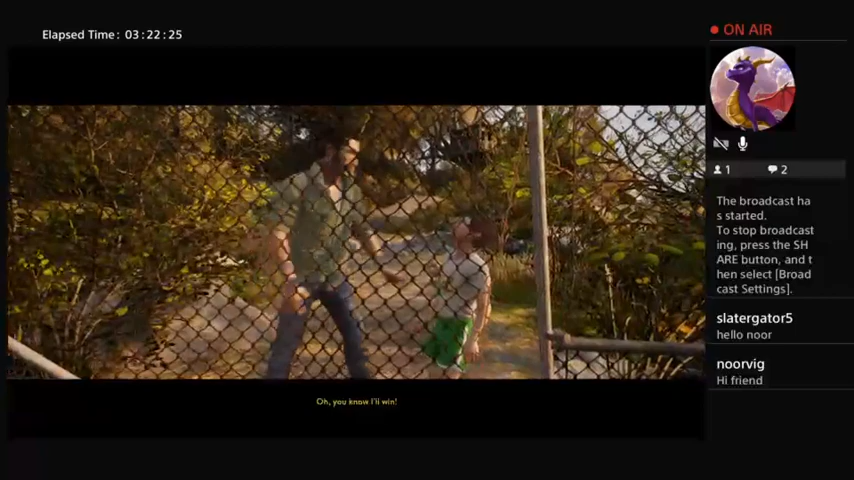 Elapsed Time: 03:22:25
ON AIR
1
2
The broadcast ha
s started.
To stop broadcast
ing, press the SH
ARE button, and t
hen select [Broad
cast Settings].
slatergator5
hello noor
noorvig
Hi friend
Oh, you know I'll win!